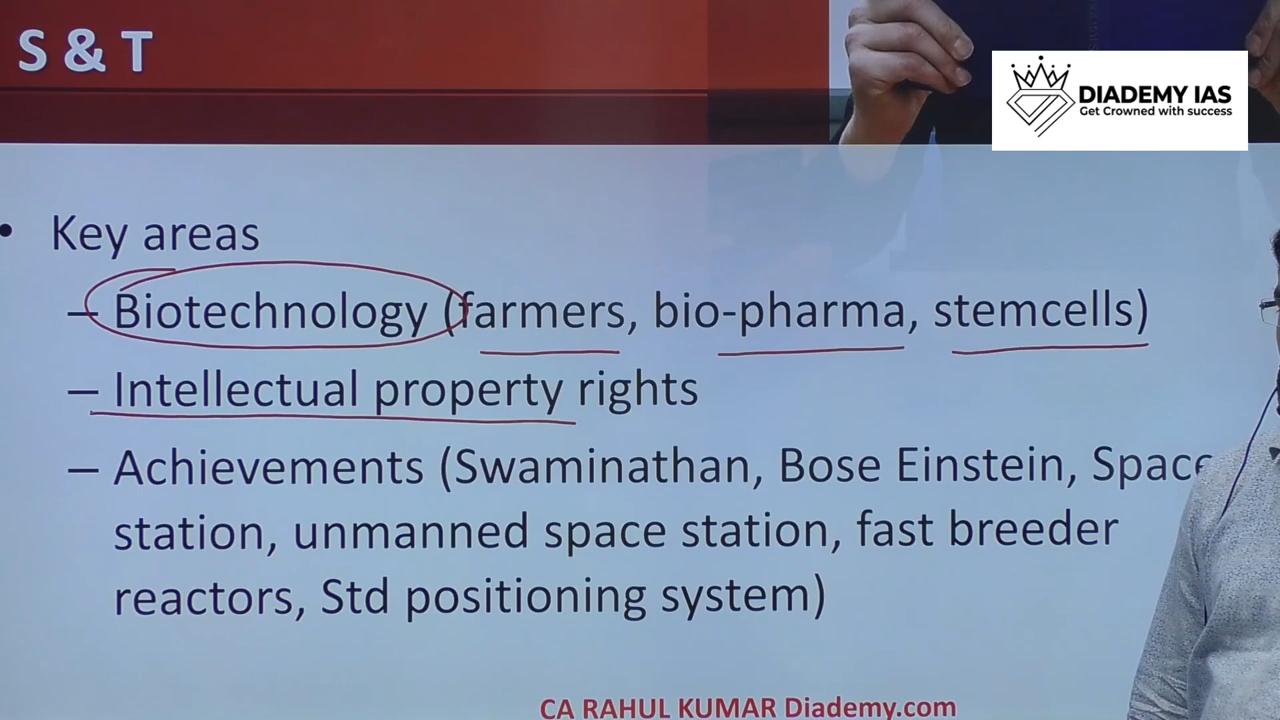 S & T
DIADEMY IAS
Get Crowned with success
• Key areas
– Biotechnology (farmers, bio-pharma, stemcells)
– Intellectual property rights
– Achievements (Swaminathan, Bose Einstein, Space
station, unmanned space station, fast breeder
reactors, Std positioning system)
CA RAHUL KUMAR Diademy.com